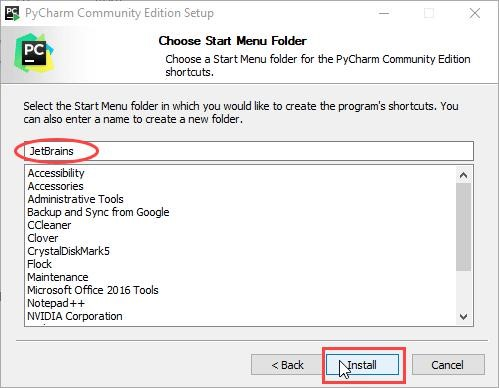 PyCharm Community Edition Setup
PC
Choose Start Menu Folder
Choose a Start Menu folder for the PyCharm Community Edition
shortcuts.
PC
Select the Start Menu folder in which you would like to create the program's shortcuts. You
can also enter a name to create a new folder.
JetBrains
Accessibility
Accessories
Administrative Tools
Backup and Sync from Google
CCleaner
Clover
CrystalDiskMark5
Flock
Maintenance
Microsoft Office 2016 Tools
Notepad++
NVIDIA Corporation
< Back
Install
Cancel